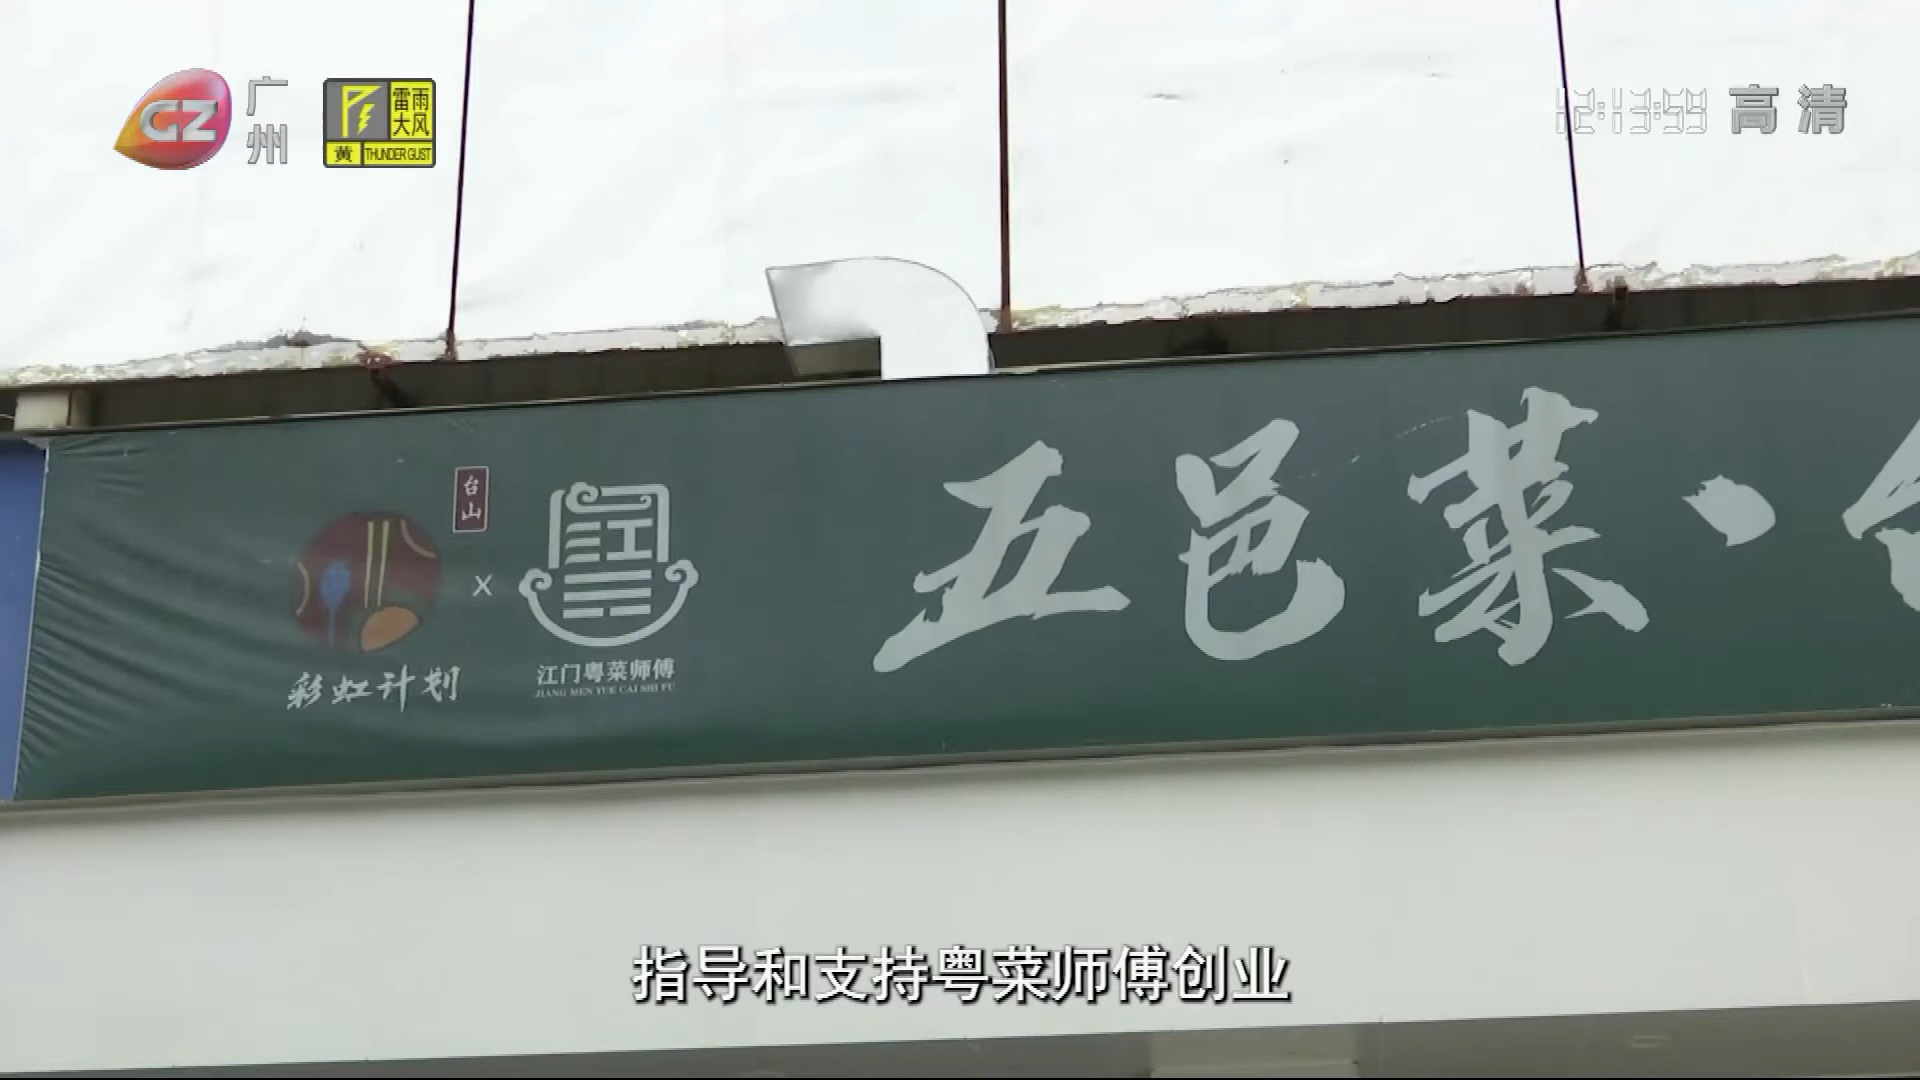 GZ 广州
雷雨大风
黄 THUNDER GUST
12:13:59 高清
台山
彩虹计划
X
江门粤菜师傅
JIANG MEN YUE CAI SHI FU
五邑菜·
指导和支持粤菜师傅创业